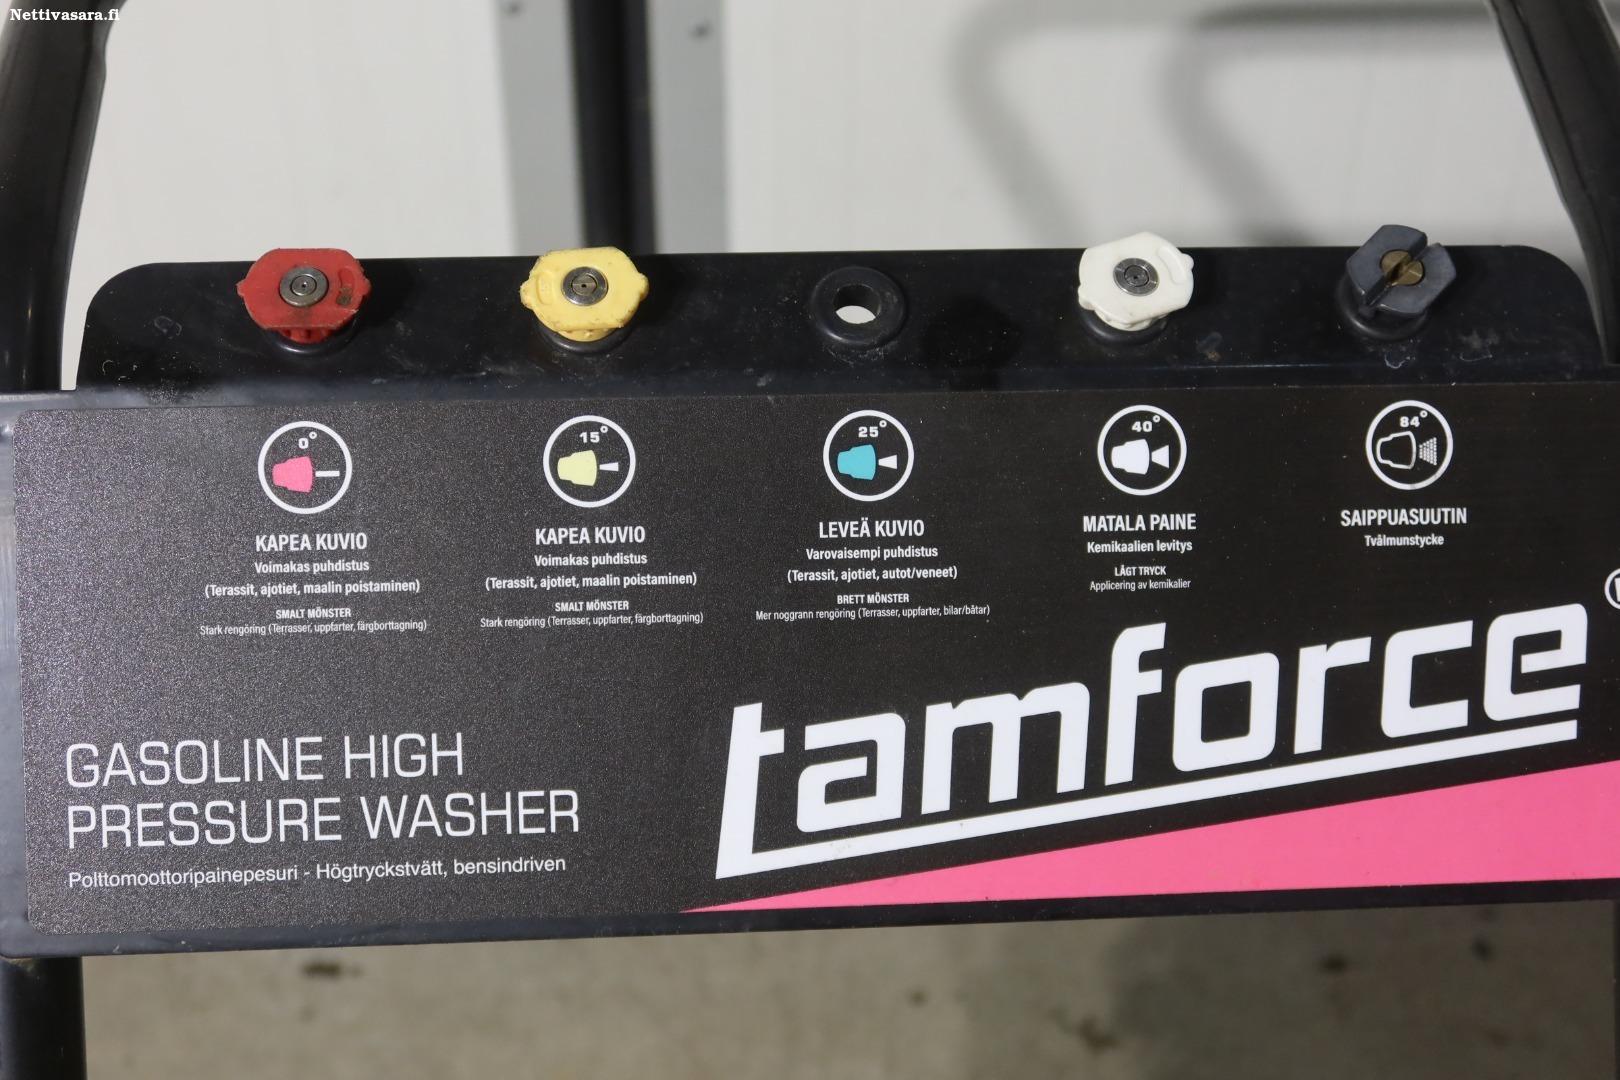 Nettivasara.fi
0°
KAPEA KUVIO
Voimakas puhdistus
(Terassit, ajotiet, maalin poistaminen)
SMALT MÖNSTER
Stark rengöring (Terrasser, uppfarter, färgborttagning)
15°
KAPEA KUVIO
Voimakas puhdistus
(Terassit, ajotiet, maalin poistaminen)
SMALT MÖNSTER
Stark rengöring (Terrasser, uppfarter, färgborttagning)
25°
LEVEÄ KUVIO
Varovaisempi puhdistus
(Terassit, ajotiet, autot/veneet)
BRETT MÖNSTER
Mer noggrann rengöring (Terrasser, uppfarter, bilar/båtar)
40°
MATALA PAINE
Kemikaalien levitys
LÅGT TRYCK
Applicering av kemikalier
84°
SAIPPUASUUTIN
Tvålmunstycke
tamforce
GASOLINE HIGH
PRESSURE WASHER
Polttomoottoripainepesuri - Högtryckstvätt, bensindriven